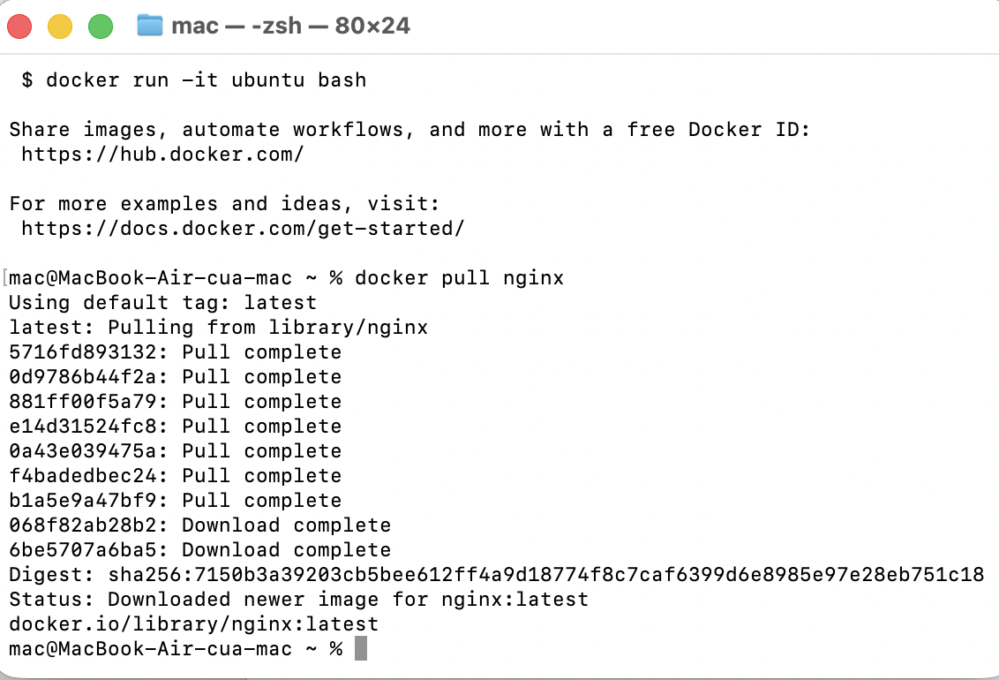 mac — -zsh — 80×24
$ docker run -it ubuntu bash
Share images, automate workflows, and more with a free Docker ID:
https://hub.docker.com/
For more examples and ideas, visit:
https://docs.docker.com/get-started/
[mac@MacBook-Air-cua-mac ~ % docker pull nginx
Using default tag: latest
latest: Pulling from library/nginx
5716fd893132: Pull complete
0d9786b44f2a: Pull complete
881ff00f5a79: Pull complete
e14d31524fc8: Pull complete
0a43e039475a: Pull complete
f4badedbec24: Pull complete
b1a5e9a47bf9: Pull complete
068f82ab28b2: Download complete
6be5707a6ba5: Download complete
Digest: sha256:7150b3a39203cb5bee612ff4a9d18774f8c7caf6399d6e8985e97e28eb751c18
Status: Downloaded newer image for nginx:latest
docker.io/library/nginx:latest
mac@MacBook-Air-cua-mac ~ %